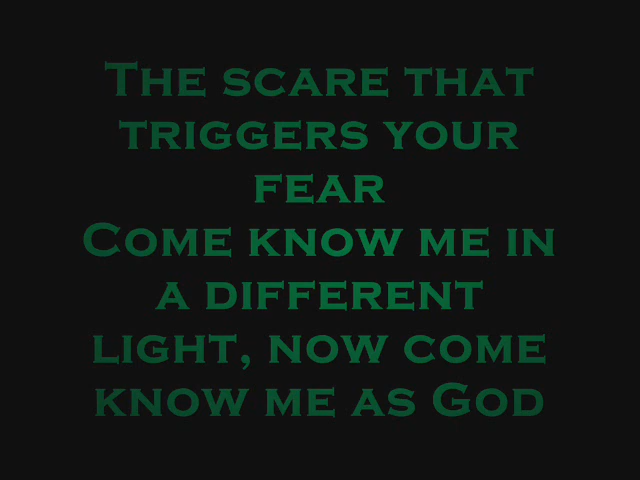 The scare that
triggers your
fear
Come know me in
a different
light, now come
know me as God